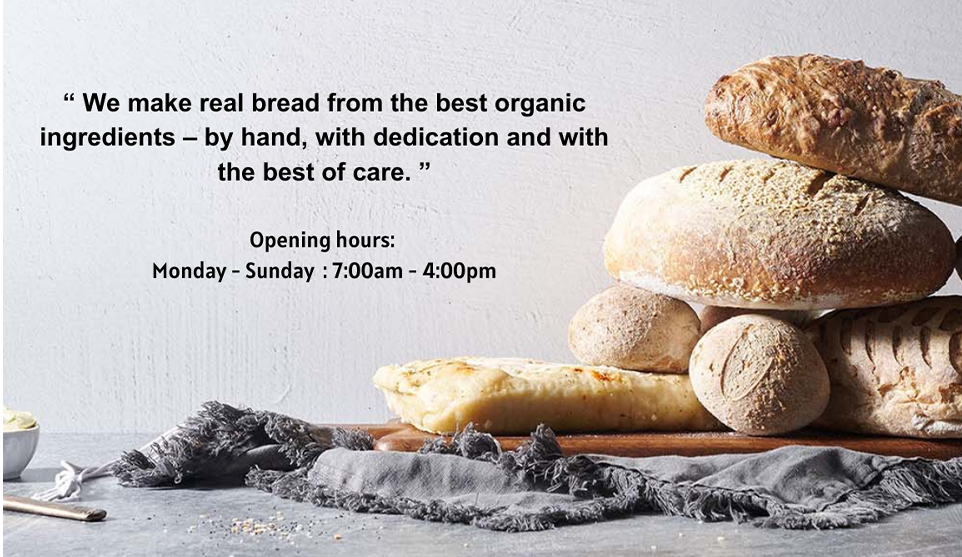 “ We make real bread from the best organic
ingredients – by hand, with dedication and with
the best of care. ”
Opening hours:
Monday - Sunday : 7:00am - 4:00pm